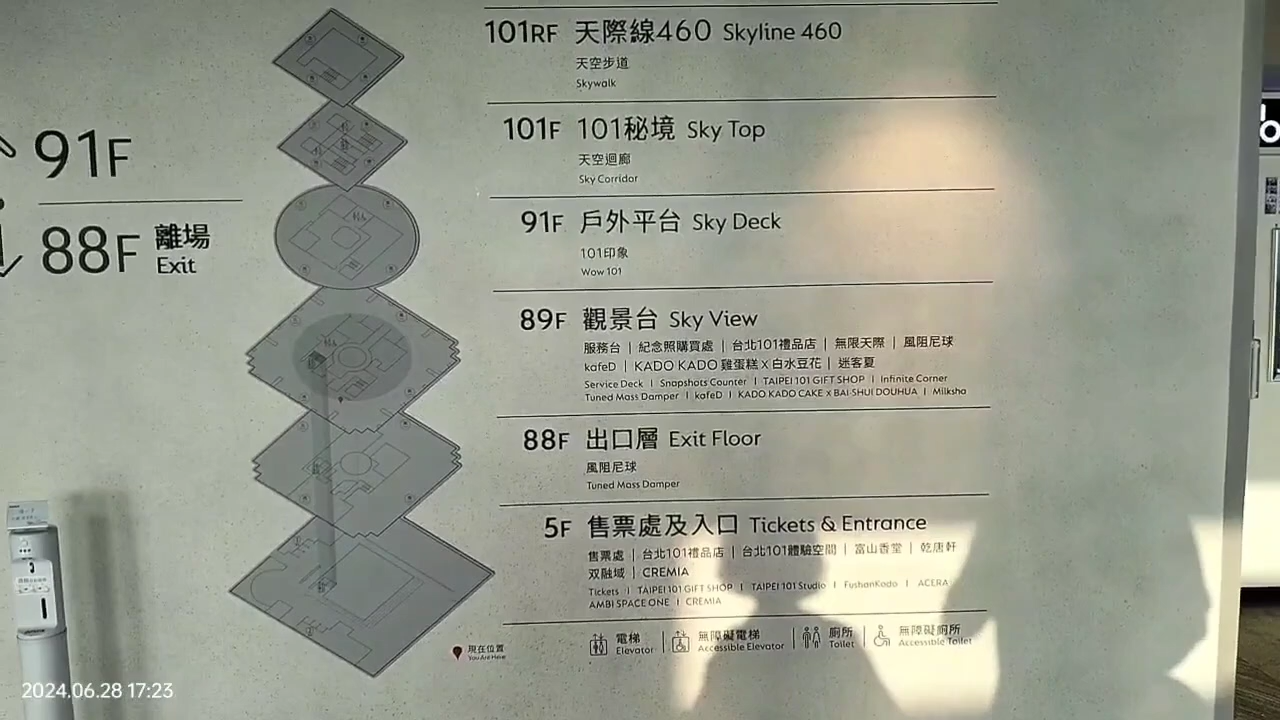 91F
88F 離場
Exit
101RF 天際線460 Skyline 460
天空步道
Skywalk
101F 101秘境 Sky Top
天空迴廊
Sky Corridor
91F 戶外平台 Sky Deck
101印象
Wow 101
89F 觀景台 Sky View
服務台 | 紀念照購買處 | 台北101禮品店 | 無限天際 | 風阻尼球
kafeD | KADO KADO 雞蛋糕 x 白水豆花 | 迷客夏
Service Desk | Snapshots Counter | TAIPEI 101 GIFT SHOP | Infinite Corner
Tuned Mass Damper | kafeD | KADO KADO CAKE x BAI-SHUI DOUHUA | Milksha
88F 出口層 Exit Floor
風阻尼球
Tuned Mass Damper
5F 售票處及入口 Tickets & Entrance
售票處 | 台北101禮品店 | 台北101體驗空間 | 富山香堂 | 乾唐軒
双融域 | CREMIA
Tickets | TAIPEI 101 GIFT SHOP | TAIPEI 101 Studio | FushanKodo | ACERA
AMBI SPACE ONE | CREMIA
現在位置
You Are Here
電梯
Elevator
無障礙電梯
Accessible Elevator
廁所
Toilet
無障礙廁所
Accessible Toilet
2024.06.28 17:23